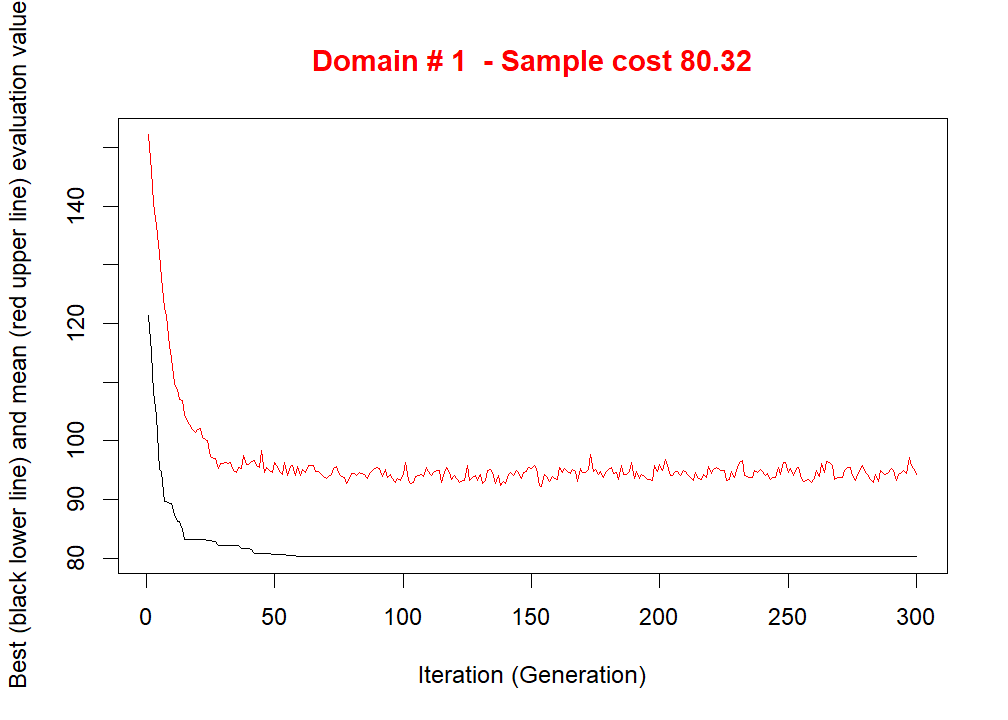 Domain # 1  - Sample cost 80.32
Best (black lower line) and mean (red upper line) evaluation value
140
120
100
90
80
0 50 100 150 200 250 300
Iteration (Generation)